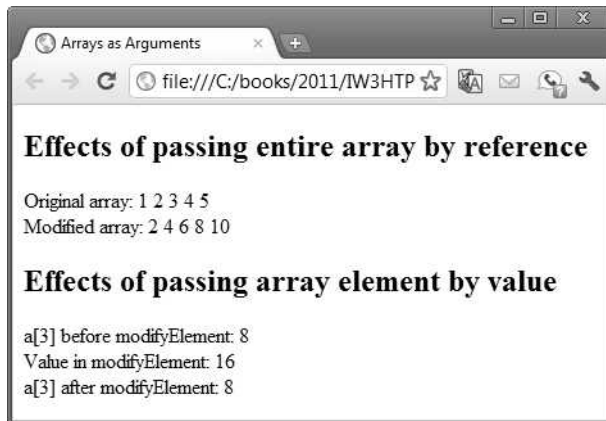 Arrays as Arguments
file:///C:/books/2011/IW3HTP
Effects of passing entire array by reference
Original array: 1 2 3 4 5
Modified array: 2 4 6 8 10
Effects of passing array element by value
a[3] before modifyElement: 8
Value in modifyElement: 16
a[3] after modifyElement: 8